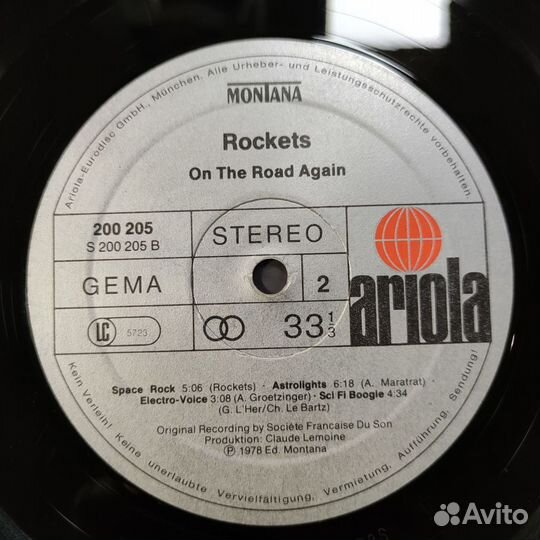 Ariola-Eurodisc GmbH., München. Alle Urheber- und Leistungsschutzrechte vorbehalten.
MONTANA
Rockets
On The Road Again
200 205
S 200 205 B
STEREO
GEMA
2
ariola
LC 5723
33 1/3
Space Rock 5:06 (Rockets) · Astrolights 6:18 (A. Maratrat) ·
Electro-Voice 3:08 (A. Groetzinger) · Sci Fi Boogie 4:34
(G. L'Her/Ch. Le Bartz)
Original Recording by Société Francaise Du Son
Produktion: Claude Lemoine
Ⓟ 1978 Ed. Montana
Kein Verleih! Keine unerlaubte Vervielfältigung, Vermietung, Aufführung, Sendung!
Avito